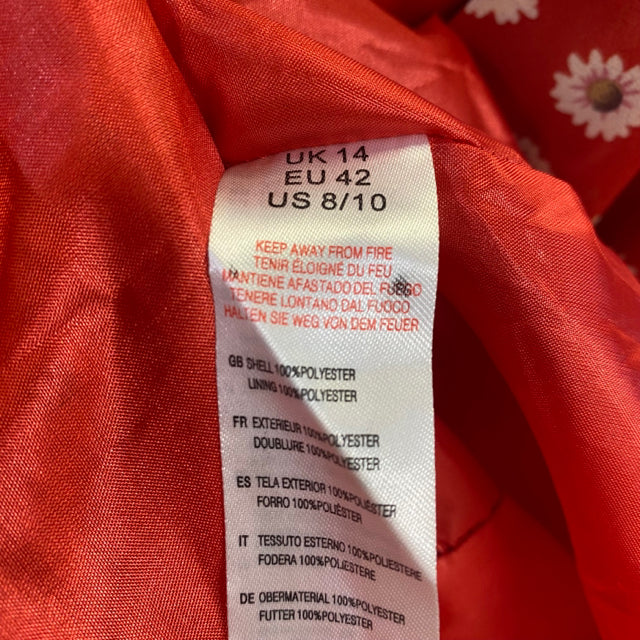 UK 14
EU 42
US 8/10
KEEP AWAY FROM FIRE
TENIR ÉLOIGNÉ DU FEU
MANTIENE AFASTADO DEL FUEGO
TENERE LONTANO DAL FUOCO
HALTEN SIE WEG VON DEM FEUER
GB SHELL 100%POLYESTER
LINING 100%POLYESTER
FR EXTERIEUR 100%POLYESTER
DOUBLURE 100%POLYESTER
ES TELA EXTERIOR 100%POLIÉSTER
FORRO 100%POLIÉSTER
IT TESSUTO ESTERNO 100%POLIESTERE
FODERA 100%POLIESTERE
DE OBERMATERIAL 100%POLYESTER
FUTTER 100%POLYESTER